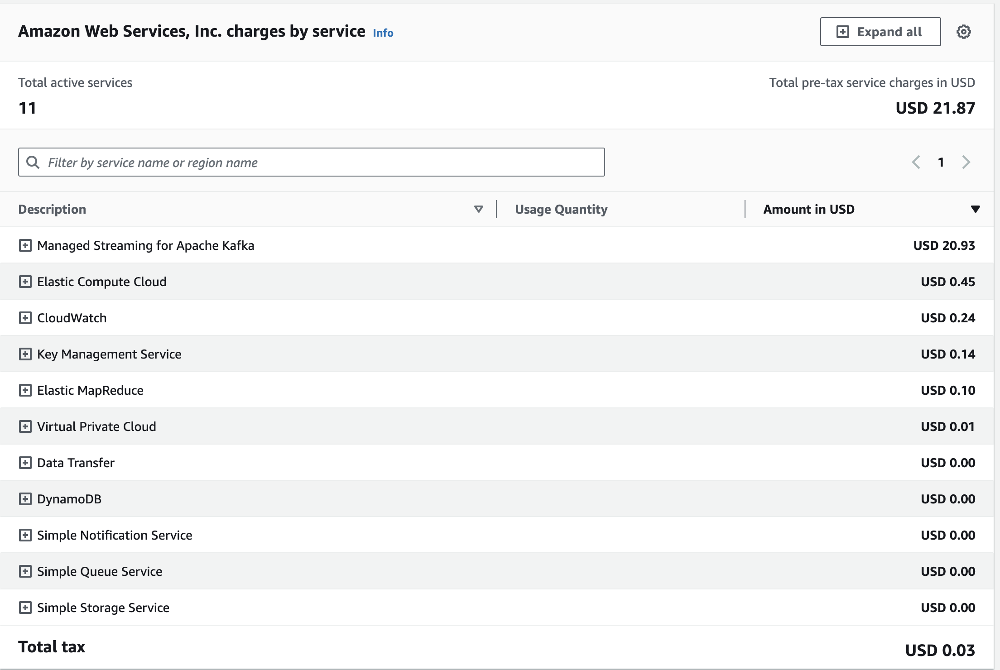 Amazon Web Services, Inc. charges by service Info
Expand all
Total active services
Total pre-tax service charges in USD
11
USD 21.87
Filter by service name or region name
1
Description Usage Quantity Amount in USD
Managed Streaming for Apache Kafka USD 20.93
Elastic Compute Cloud USD 0.45
CloudWatch USD 0.24
Key Management Service USD 0.14
Elastic MapReduce USD 0.10
Virtual Private Cloud USD 0.01
Data Transfer USD 0.00
DynamoDB USD 0.00
Simple Notification Service USD 0.00
Simple Queue Service USD 0.00
Simple Storage Service USD 0.00
Total tax USD 0.03